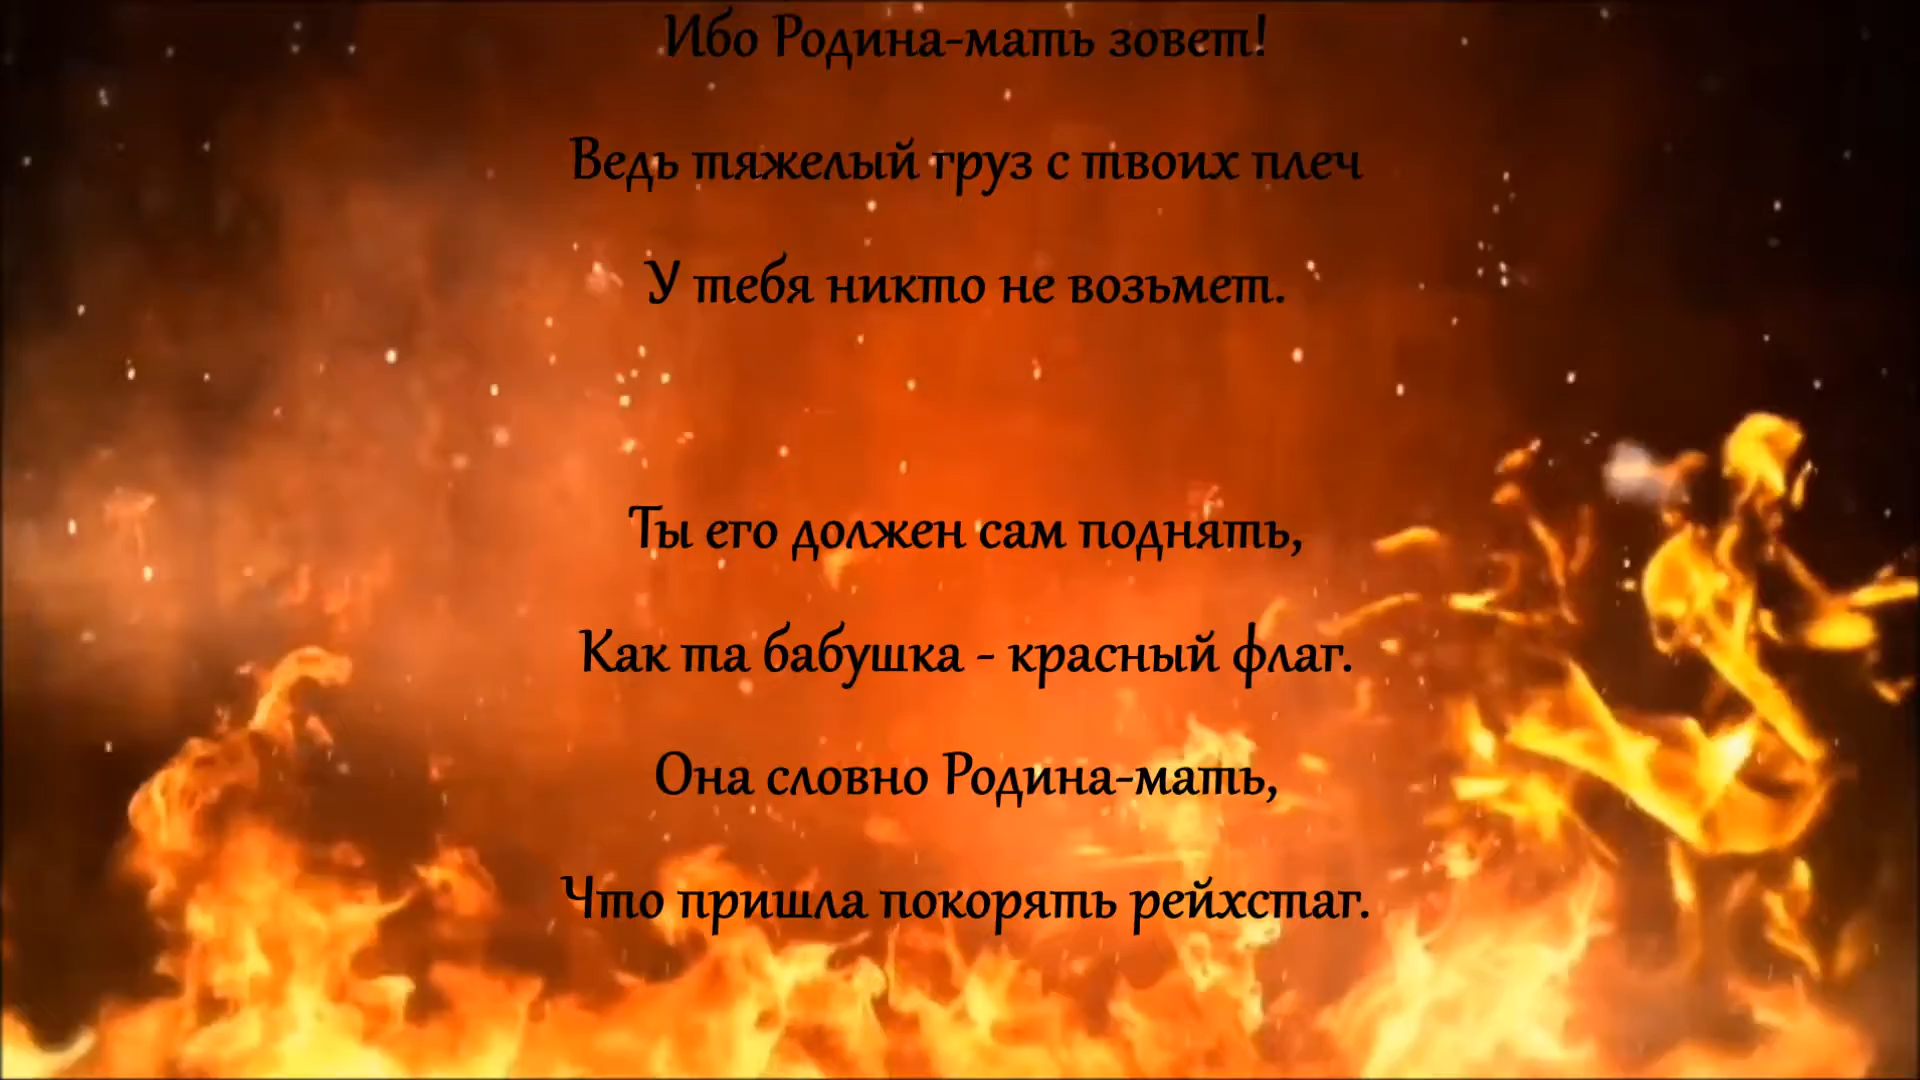 Ибо Родина-мать зовет!
Ведь тяжелый груз с твоих плеч
У тебя никто не возьмет.
Ты его должен сам поднять,
Как та бабушка - красный флаг.
Она словно Родина-мать,
Что пришла покорять рейхстаг.